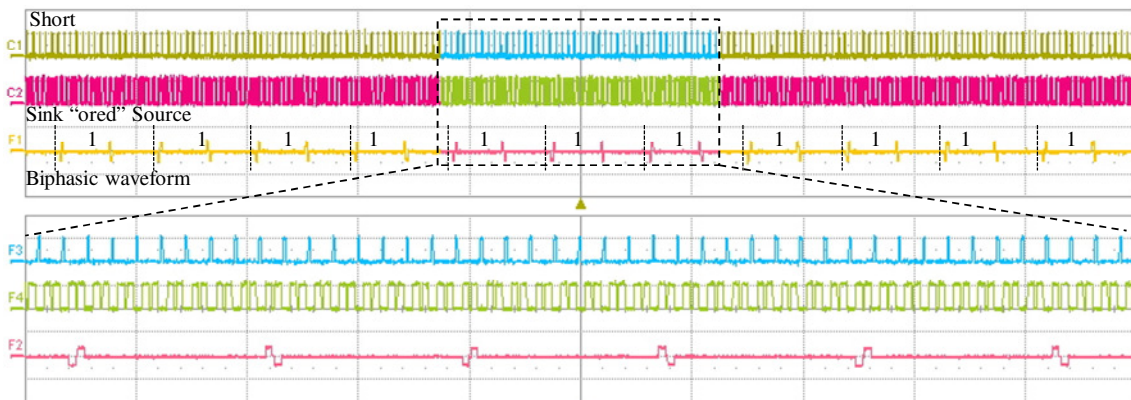 Short
C1
C2
Sink “ored” Source
F1
1 1 1 1 1 1 1 1 1 1 1
Biphasic waveform
F3
F4
F2